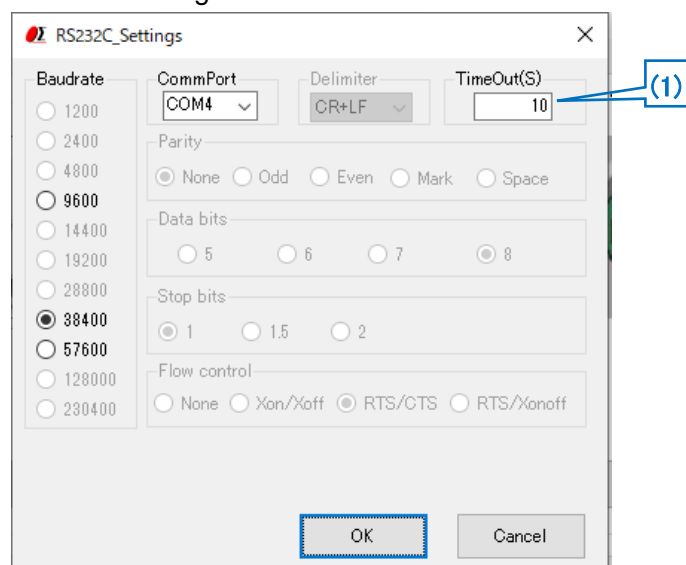 RS232C_Settings
Baudrate
1200
2400
4800
9600
14400
19200
28800
38400
57600
128000
230400
CommPort
COM4
Delimiter
CR+LF
TimeOut(S)
10
(1)
Parity
None Odd Even Mark Space
Data bits
5 6 7 8
Stop bits
1 1.5 2
Flow control
None Xon/Xoff RTS/CTS RTS/Xonoff
OK Cancel